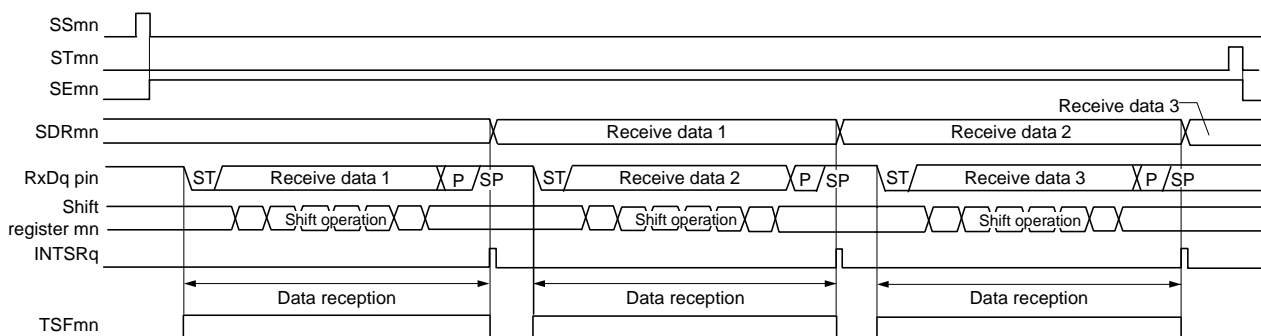 SSmn
STmn
SEmn
Receive data 3
SDRmn Receive data 1 Receive data 2
RxDq pin ST Receive data 1 P SP ST Receive data 2 P SP ST Receive data 3 P SP
Shift
register mn Shift operation Shift operation Shift operation
INTSRq
Data reception Data reception Data reception
TSFmn